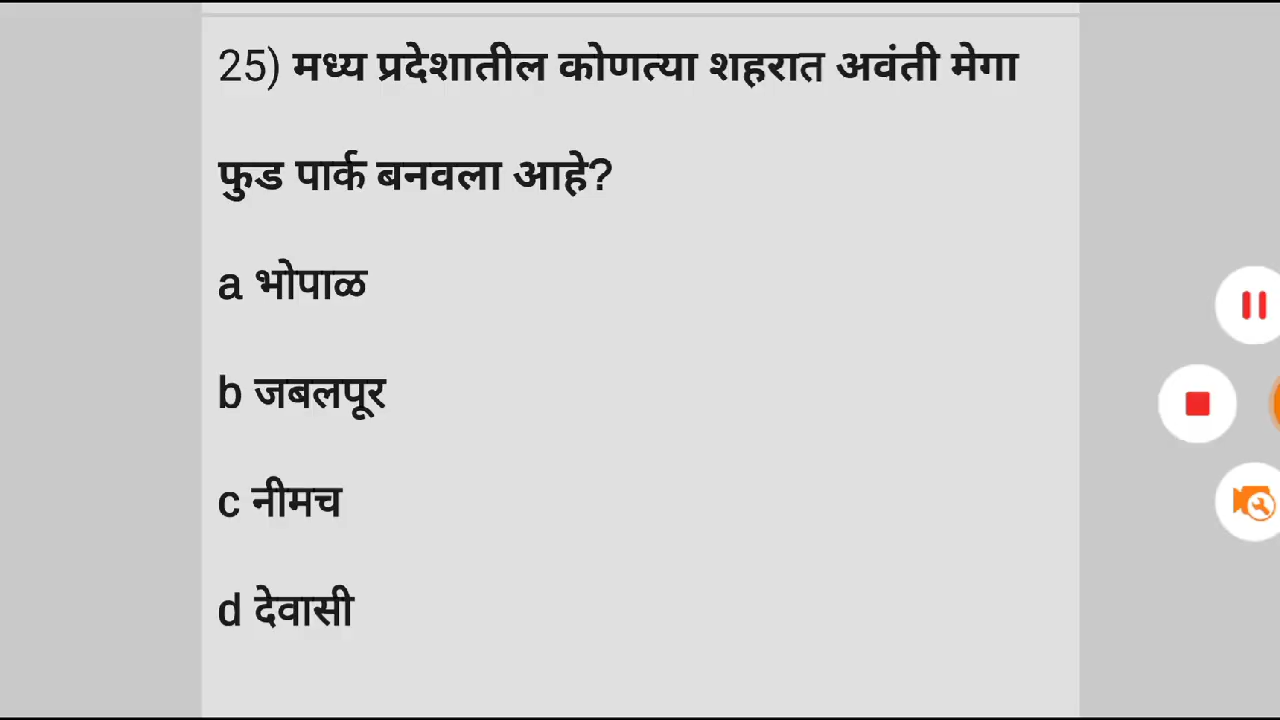 25) मध्य प्रदेशातील कोणत्या शहरात अवंती मेगा
फुड पार्क बनवला आहे?
a भोपाळ
b जबलपूर
c नीमच
d देवासी